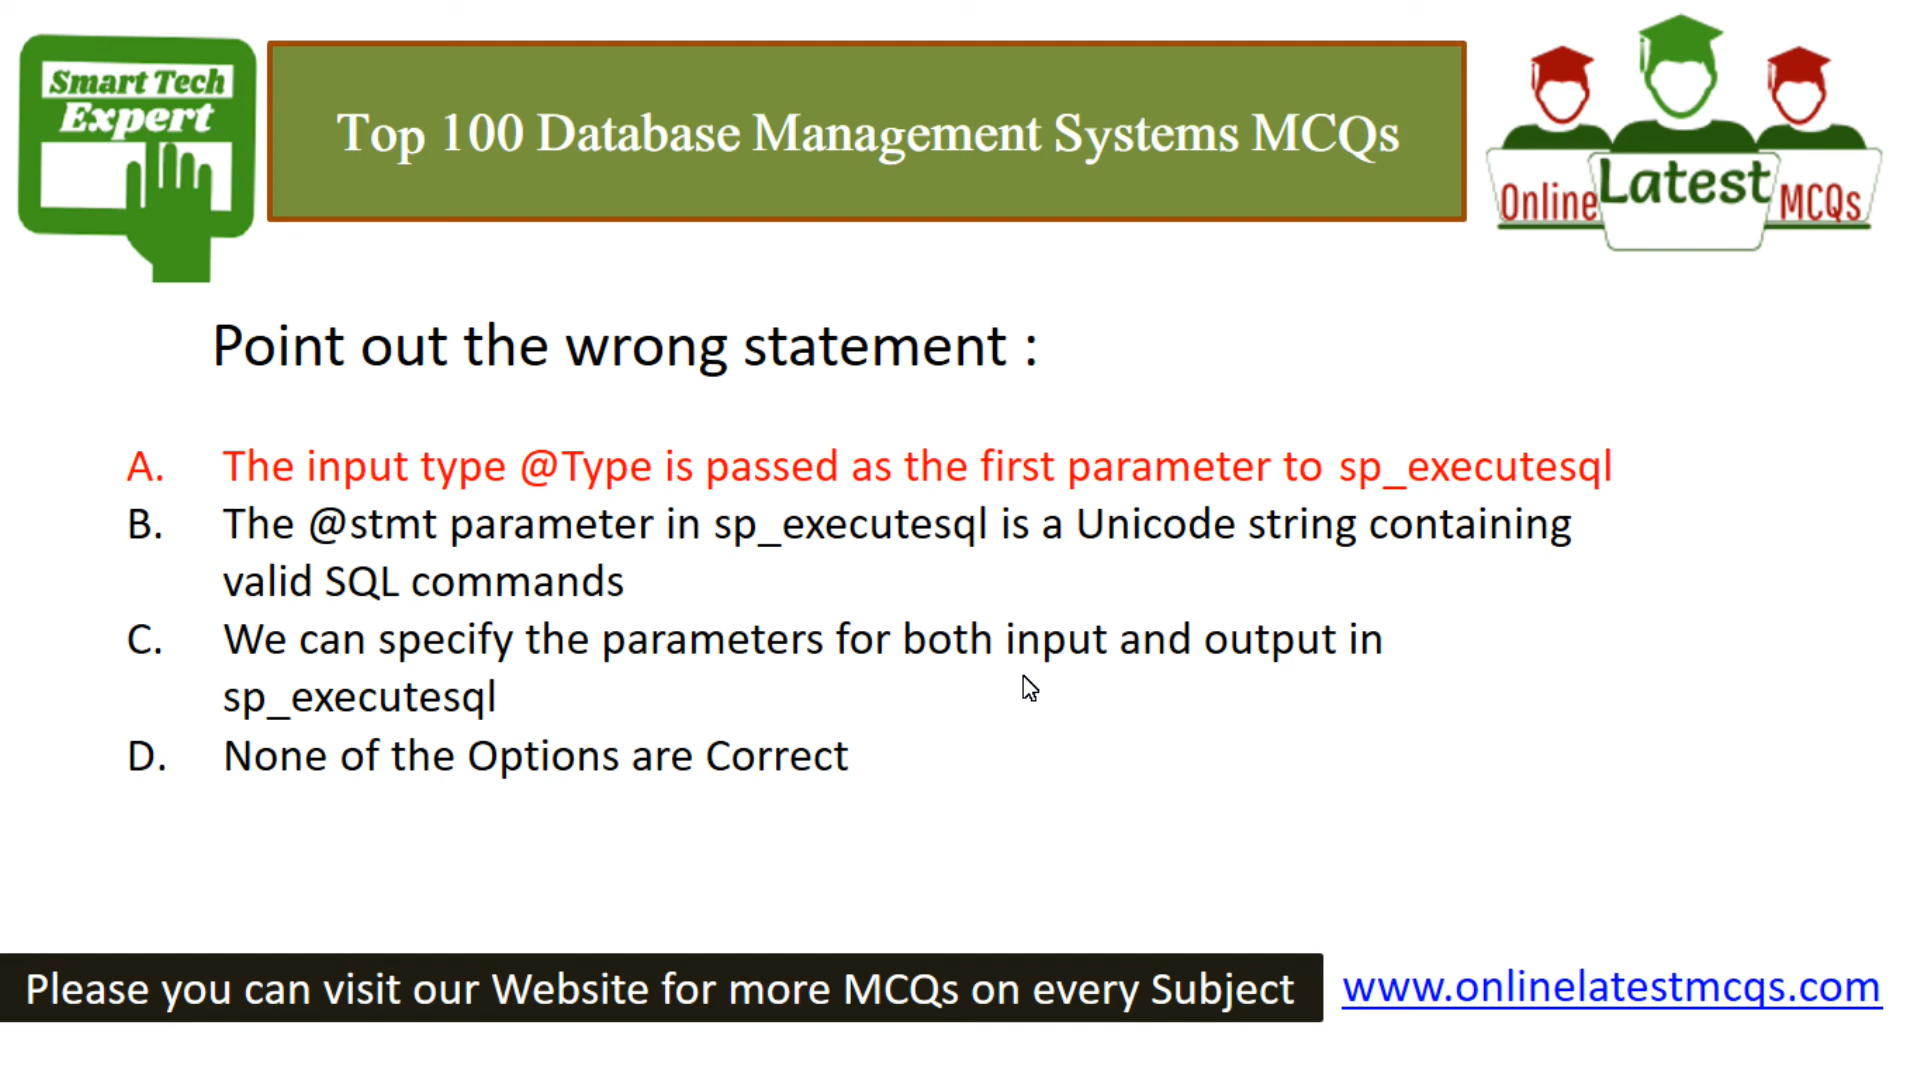 Smart Tech
Expert
Top 100 Database Management Systems MCQs
Online Latest MCQs
Point out the wrong statement :
A. The input type @Type is passed as the first parameter to sp_executesql
B. The @stmt parameter in sp_executesql is a Unicode string containing
valid SQL commands
C. We can specify the parameters for both input and output in
sp_executesql
D. None of the Options are Correct
Please you can visit our Website for more MCQs on every Subject www.onlinelatestmcqs.com